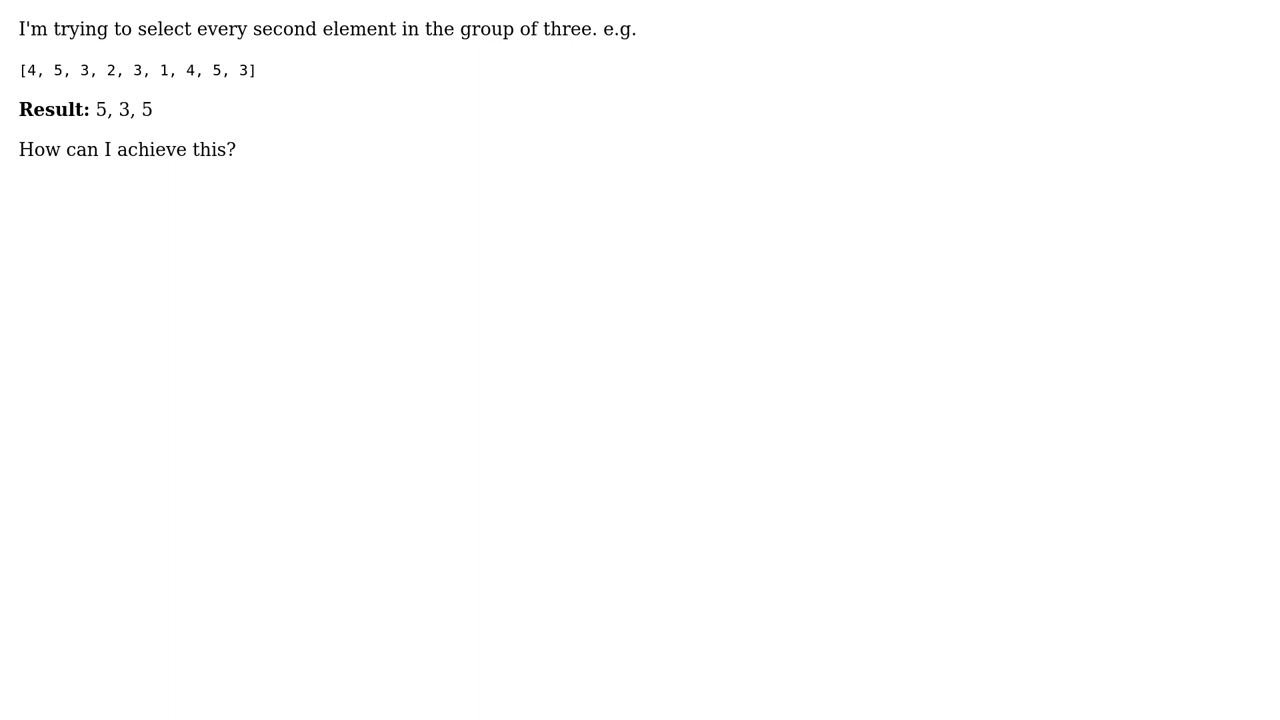 I'm trying to select every second element in the group of three. e.g.
[4, 5, 3, 2, 3, 1, 4, 5, 3]
Result: 5, 3, 5
How can I achieve this?